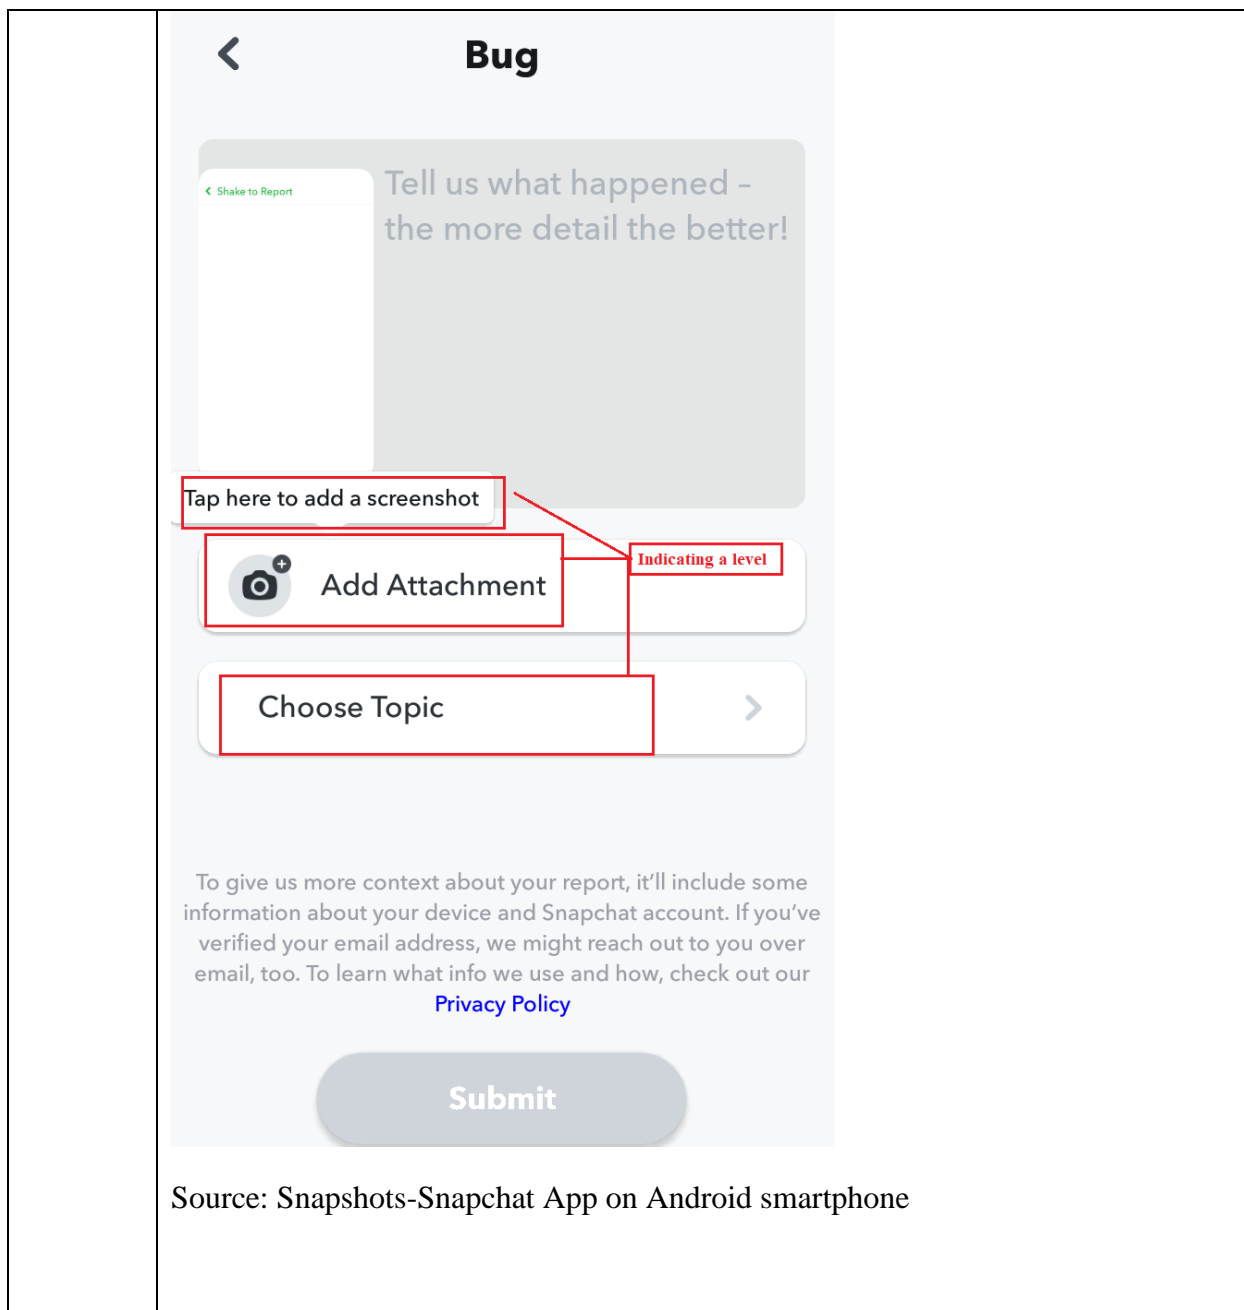 Bug
Shake to Report
Tell us what happened –
the more detail the better!
Tap here to add a screenshot
Indicating a level
Add Attachment
Choose Topic
To give us more context about your report, it’ll include some
information about your device and Snapchat account. If you’ve
verified your email address, we might reach out to you over
email, too. To learn what info we use and how, check out our
Privacy Policy
Submit
Source: Snapshots-Snapchat App on Android smartphone